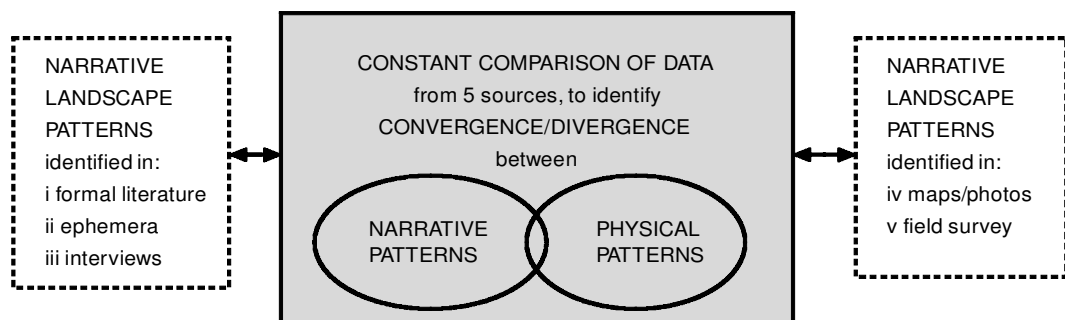 NARRATIVE
LANDSCAPE
PATTERNS
identified in:
i formal literature
ii ephemera
iii interviews
CONSTANT COMPARISON OF DATA
from 5 sources, to identify
CONVERGENCE/DIVERGENCE
between
NARRATIVE
PATTERNS
PHYSICAL
PATTERNS
NARRATIVE
LANDSCAPE
PATTERNS
identified in:
iv maps/photos
v field survey